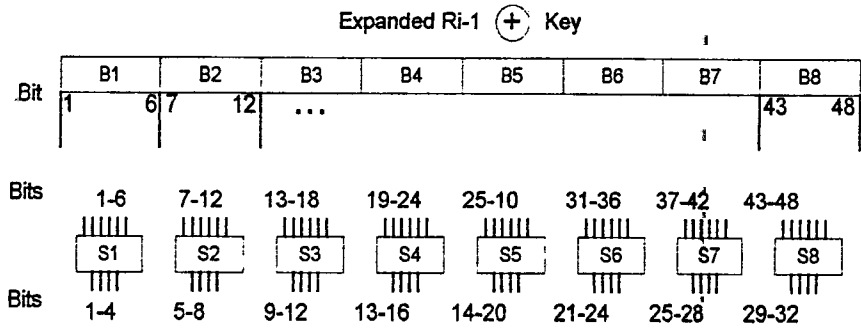 Expanded Ri-1 + Key
B1 B2 B3 B4 B5 B6 B7 B8
Bit 1 6 7 12 ... 43 48
Bits 1-6 7-12 13-18 19-24 25-10 31-36 37-42 43-48
S1 S2 S3 S4 S5 S6 S7 S8
Bits 1-4 5-8 9-12 13-16 14-20 21-24 25-28 29-32